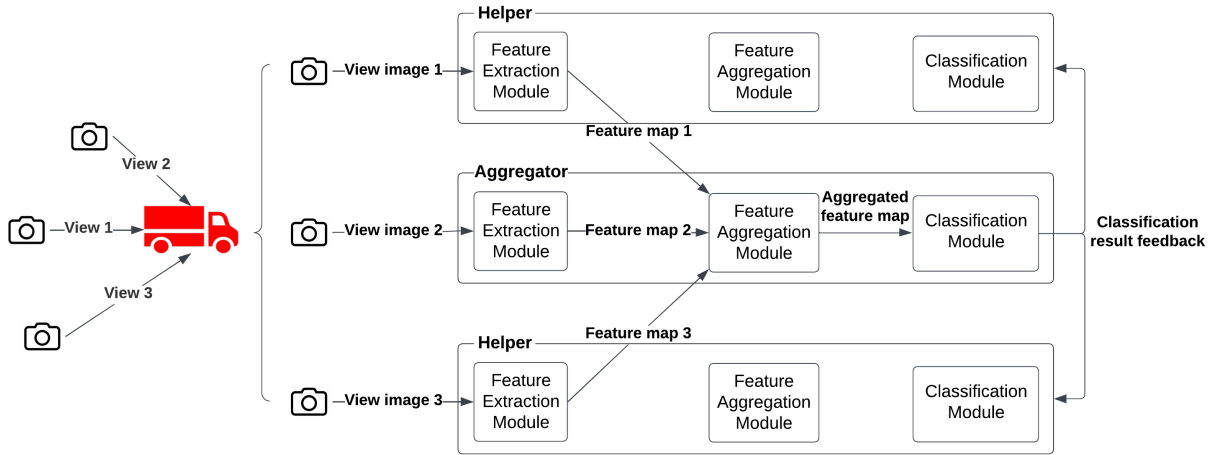 View 2
View 1
View 3
Helper
View image 1
Feature
Extraction
Module
Feature
Aggregation
Module
Classification
Module
Feature map 1
Aggregator
View image 2
Feature
Extraction
Module
Feature map 2
Feature
Aggregation
Module
Aggregated
feature map
Classification
Module
Classification
result feedback
Feature map 3
Helper
View image 3
Feature
Extraction
Module
Feature
Aggregation
Module
Classification
Module